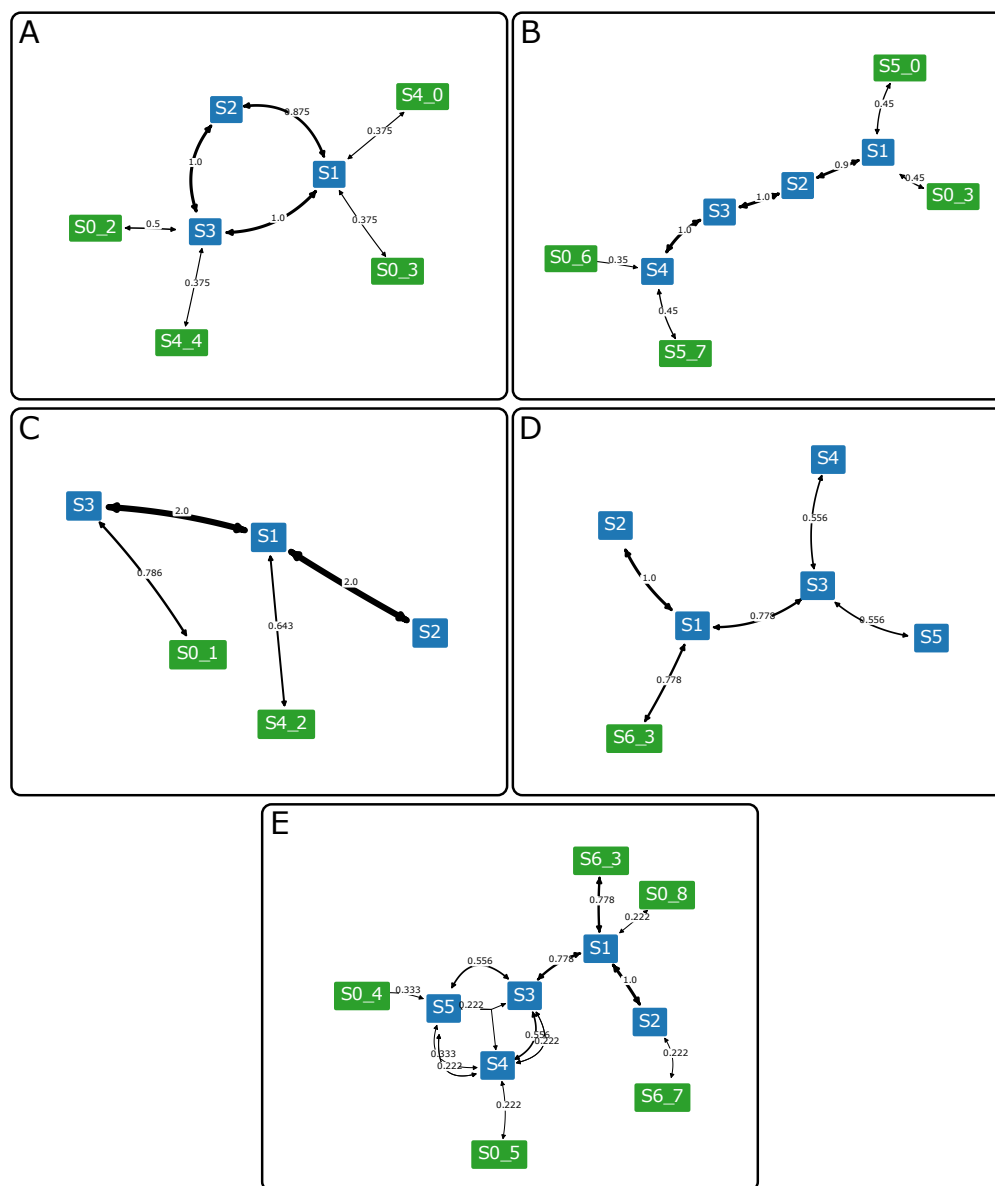 A
S4_0
S2
0.875
0.375
1.0
S1
S0_2
0.5
S3
1.0
0.375
S0_3
0.375
S4_4
B
S5_0
0.45
S1
0.9
0.45
S2
S0_3
1.0
S3
1.0
S0_6
0.35
S4
0.45
S5_7
C
S3
2.0
S1
0.786
2.0
0.643
S2
S0_1
S4_2
D
S4
S2
0.556
1.0
S3
0.778
0.556
S1
S5
0.778
S6_3
E
S6_3
0.778
S0_8
0.222
S1
0.556
0.778
1.0
S0_4
0.333
S5
0.222
S3
S2
0.556
0.222
0.333
0.222
S4
0.222
S6_7
0.222
S0_5